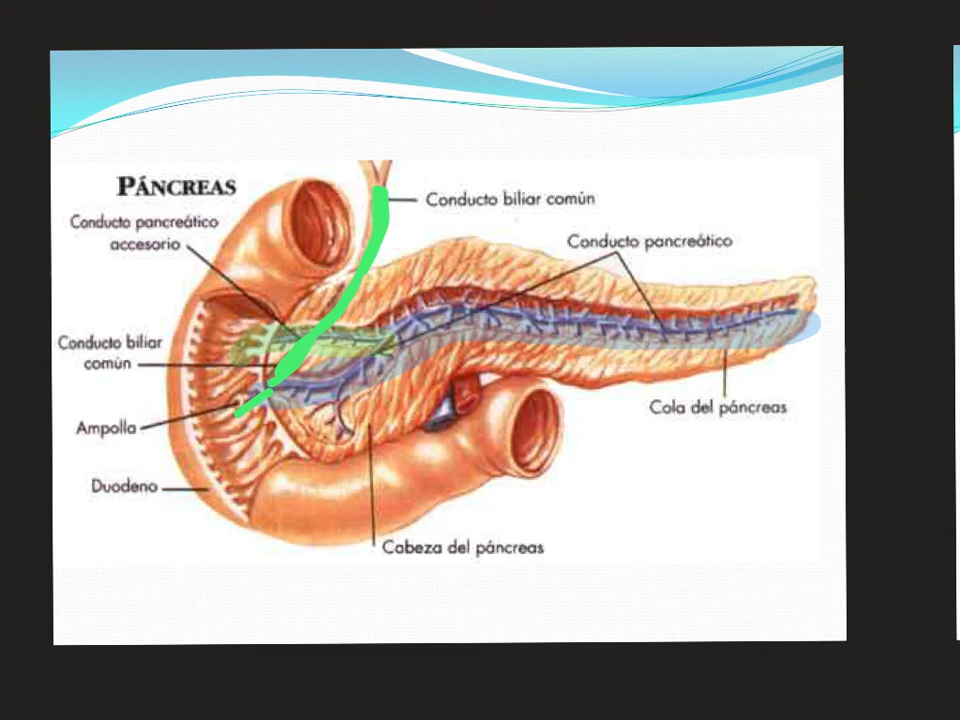 PÁNCREAS
Conducto pancreático
accesorio
Conducto biliar común
Conducto pancreático
Conducto biliar
común
Ampolla
Cola del páncreas
Duodeno
Cabeza del páncreas